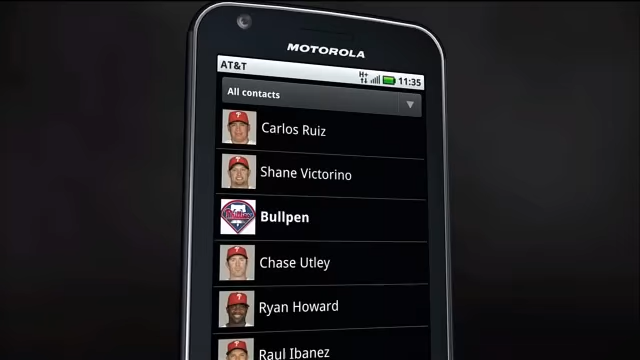 MOTOROLA
AT&T
H+
11:35
All contacts
Carlos Ruiz
Shane Victorino
Bullpen
Chase Utley
Ryan Howard
Raul Ibanez